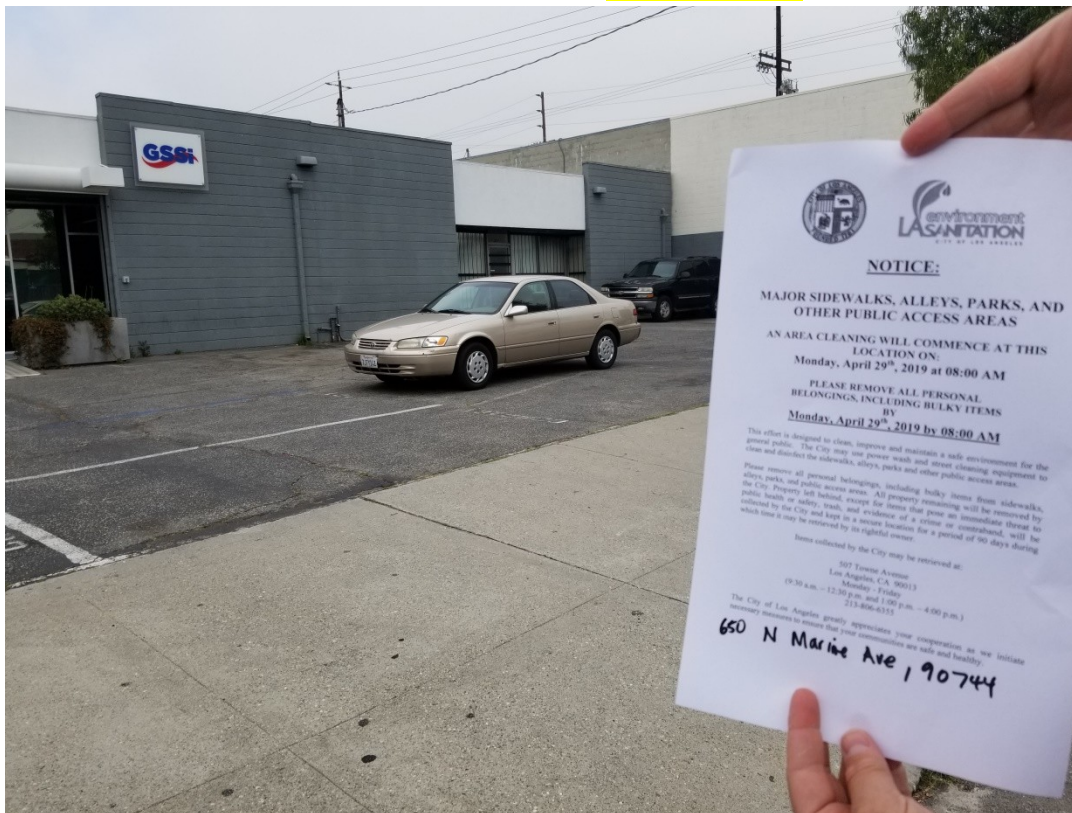 GSSi
CITY OF LOS ANGELES
FOUNDED 1781
environment
LASANITATION
CITY OF LOS ANGELES
NOTICE:
MAJOR SIDEWALKS, ALLEYS, PARKS, AND
OTHER PUBLIC ACCESS AREAS
AN AREA CLEANING WILL COMMENCE AT THIS
LOCATION ON:
Monday, April 29th, 2019 at 08:00 AM
PLEASE REMOVE ALL PERSONAL
BELONGINGS, INCLUDING BULKY ITEMS
BY
Monday, April 29th, 2019 by 08:00 AM
This effort is designed to clean, improve and maintain a safe environment for the
general public. The City may use power wash and street cleaning equipment to
clean and disinfect the sidewalks, alleys, parks and other public access areas.
Please remove all personal belongings, including bulky items from sidewalks,
alleys, parks, and public access areas. All property remaining will be removed by
the City. Property left behind, except for items that pose an immediate threat to
public health or safety, trash, and evidence of a crime or contraband, will be
collected by the City and kept in a secure location for a period of 90 days during
which time it may be retrieved by its rightful owner.
Items collected by the City may be retrieved at:
507 Towne Avenue
Los Angeles, CA 90013
Monday - Friday
(9:30 a.m. – 12:30 p.m. and 1:00 p.m. – 4:00 p.m.)
213-806-6355
The City of Los Angeles greatly appreciates your cooperation as we initiate
necessary measures to ensure that your communities are safe and healthy.
650 N Marine Ave, 90744